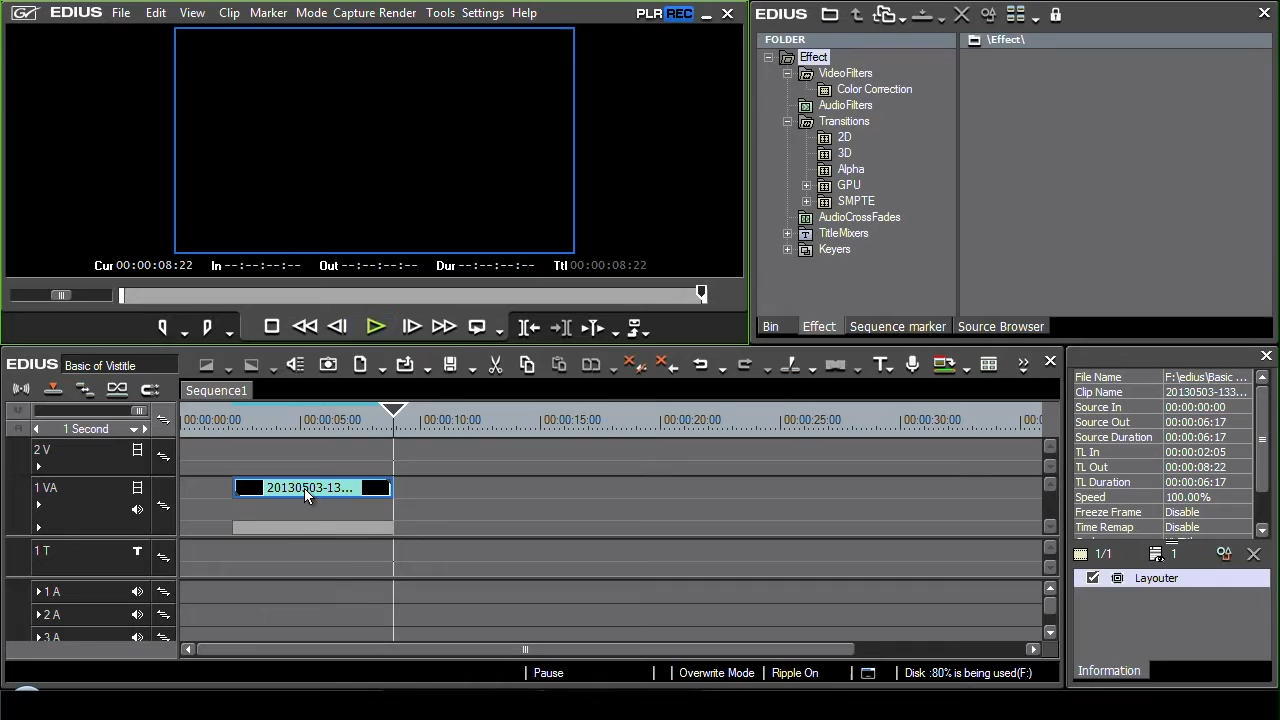 EDIUS File Edit View Clip Marker Mode Capture Render Tools Settings Help PLR REC
Cur 00:00:08:22 In --:--:--:-- Out --:--:--:-- Dur --:--:--:-- Ttl 00:00:08:22
EDIUS
FOLDER
\Effect\
Effect
VideoFilters
Color Correction
AudioFilters
Transitions
2D
3D
Alpha
GPU
SMPTE
AudioCrossFades
TitleMixers
Keyers
Bin Effect Sequence marker Source Browser
EDIUS Basic of Vistitle
Sequence1
1 Second
00:00:00:00 00:00:05:00 00:00:10:00 00:00:15:00 00:00:20:00 00:00:25:00 00:00:30:00 00:0
2 V
1 VA
20130503-13...
1 T T
1 A
2 A
3 A
Pause Overwrite Mode Ripple On Disk :80% is being used(F:)
File Name F:\edius\Basic ...
Clip Name 20130503-133...
Source In 00:00:00:00
Source Out 00:00:06:17
Source Duration 00:00:06:17
TL In 00:00:02:05
TL Out 00:00:08:22
TL Duration 00:00:06:17
Speed 100.00%
Freeze Frame Disable
Time Remap Disable
1/1 1
Layouter
Information